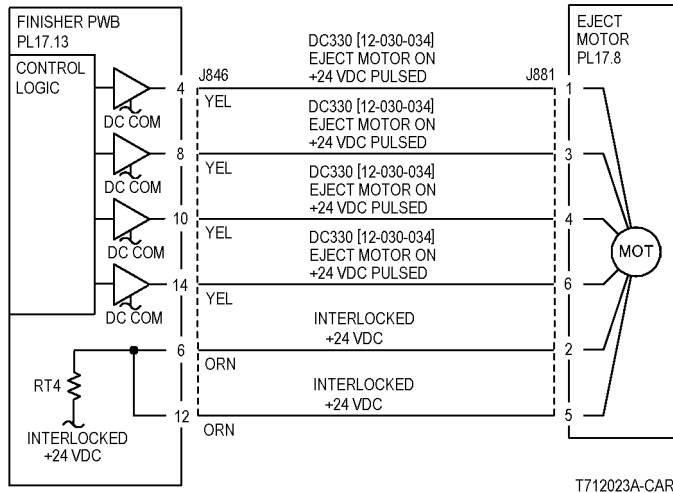 FINISHER PWB
PL17.13
CONTROL
LOGIC
DC COM
DC COM
DC COM
DC COM
RT4
INTERLOCKED
+24 VDC
4
8
10
14
6
12
J846
YEL
YEL
YEL
YEL
ORN
ORN
DC330 [12-030-034]
EJECT MOTOR ON
+24 VDC PULSED
DC330 [12-030-034]
EJECT MOTOR ON
+24 VDC PULSED
DC330 [12-030-034]
EJECT MOTOR ON
+24 VDC PULSED
DC330 [12-030-034]
EJECT MOTOR ON
+24 VDC PULSED
INTERLOCKED
+24 VDC
INTERLOCKED
+24 VDC
J881
1
3
4
6
2
5
EJECT
MOTOR
PL17.8
MOT
T712023A-CAR